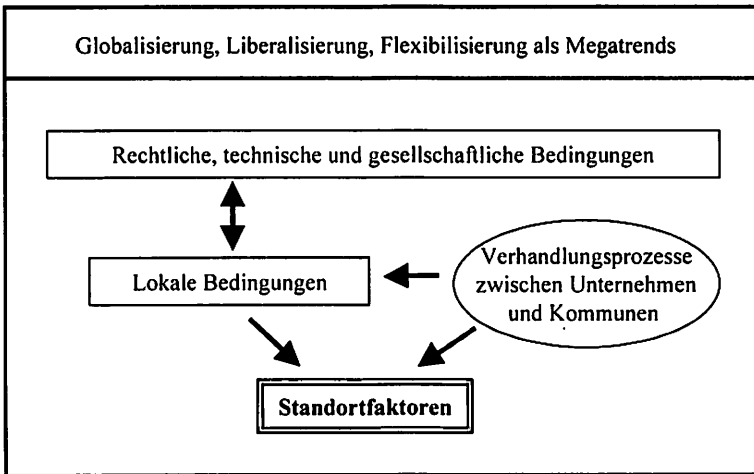 Globalisierung, Liberalisierung, Flexibilisierung als Megatrends
Rechtliche, technische und gesellschaftliche Bedingungen
Lokale Bedingungen
Verhandlungsprozesse
zwischen Unternehmen
und Kommunen
Standortfaktoren